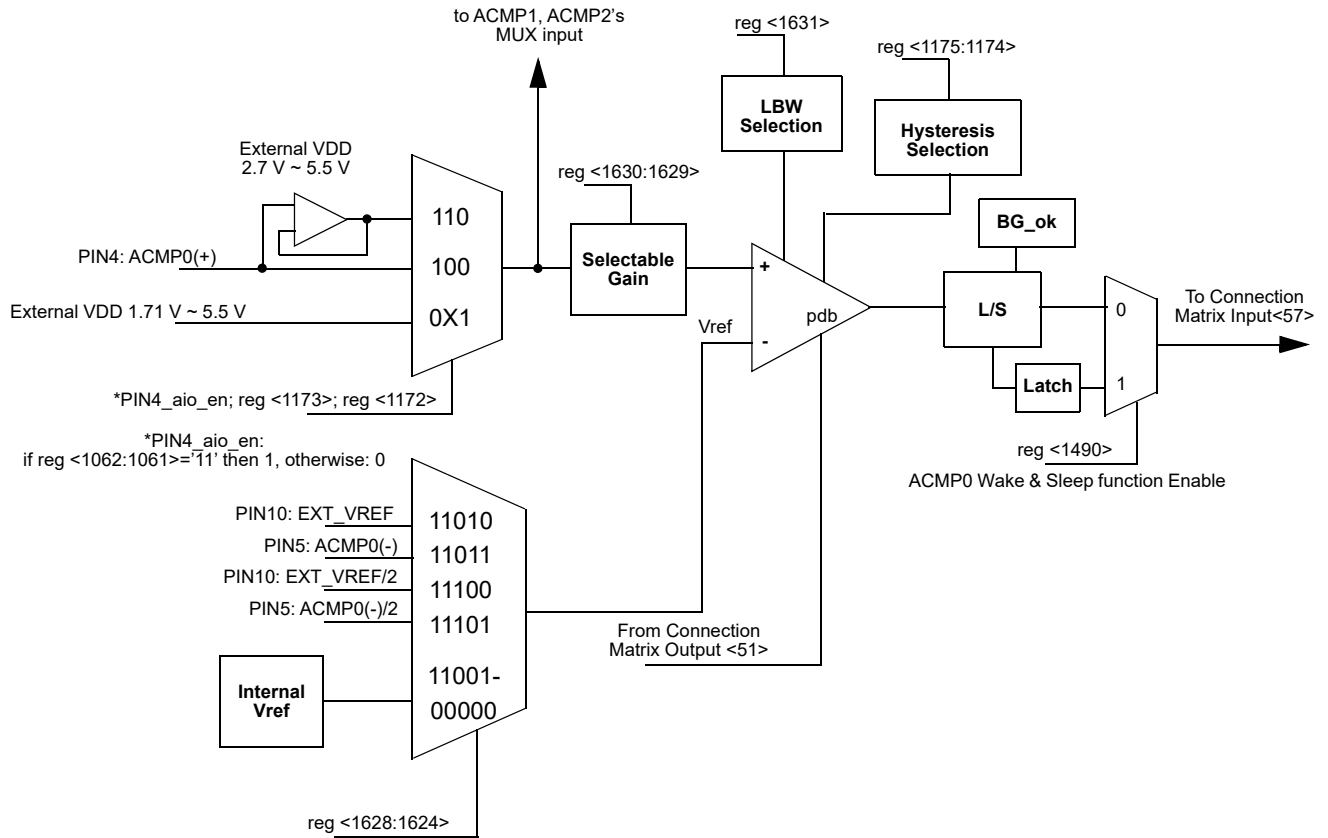 to ACMP1, ACMP2's
MUX input
reg <1631>
reg <1175:1174>
LBW
Selection
Hysteresis
Selection
External VDD
2.7 V ~ 5.5 V
reg <1630:1629>
110
BG_ok
PIN4: ACMP0(+)
100
Selectable
Gain
+
External VDD 1.71 V ~ 5.5 V
0X1
Vref
-
pdb
L/S
0
To Connection
Matrix Input<57>
Latch
1
*PIN4_aio_en; reg <1173>; reg <1172>
*PIN4_aio_en:
if reg <1062:1061>='11' then 1, otherwise: 0
reg <1490>
ACMP0 Wake & Sleep function Enable
PIN10: EXT_VREF
11010
PIN5: ACMP0(-)
11011
PIN10: EXT_VREF/2
11100
PIN5: ACMP0(-)/2
11101
From Connection
Matrix Output <51>
Internal
Vref
11001-
00000
reg <1628:1624>